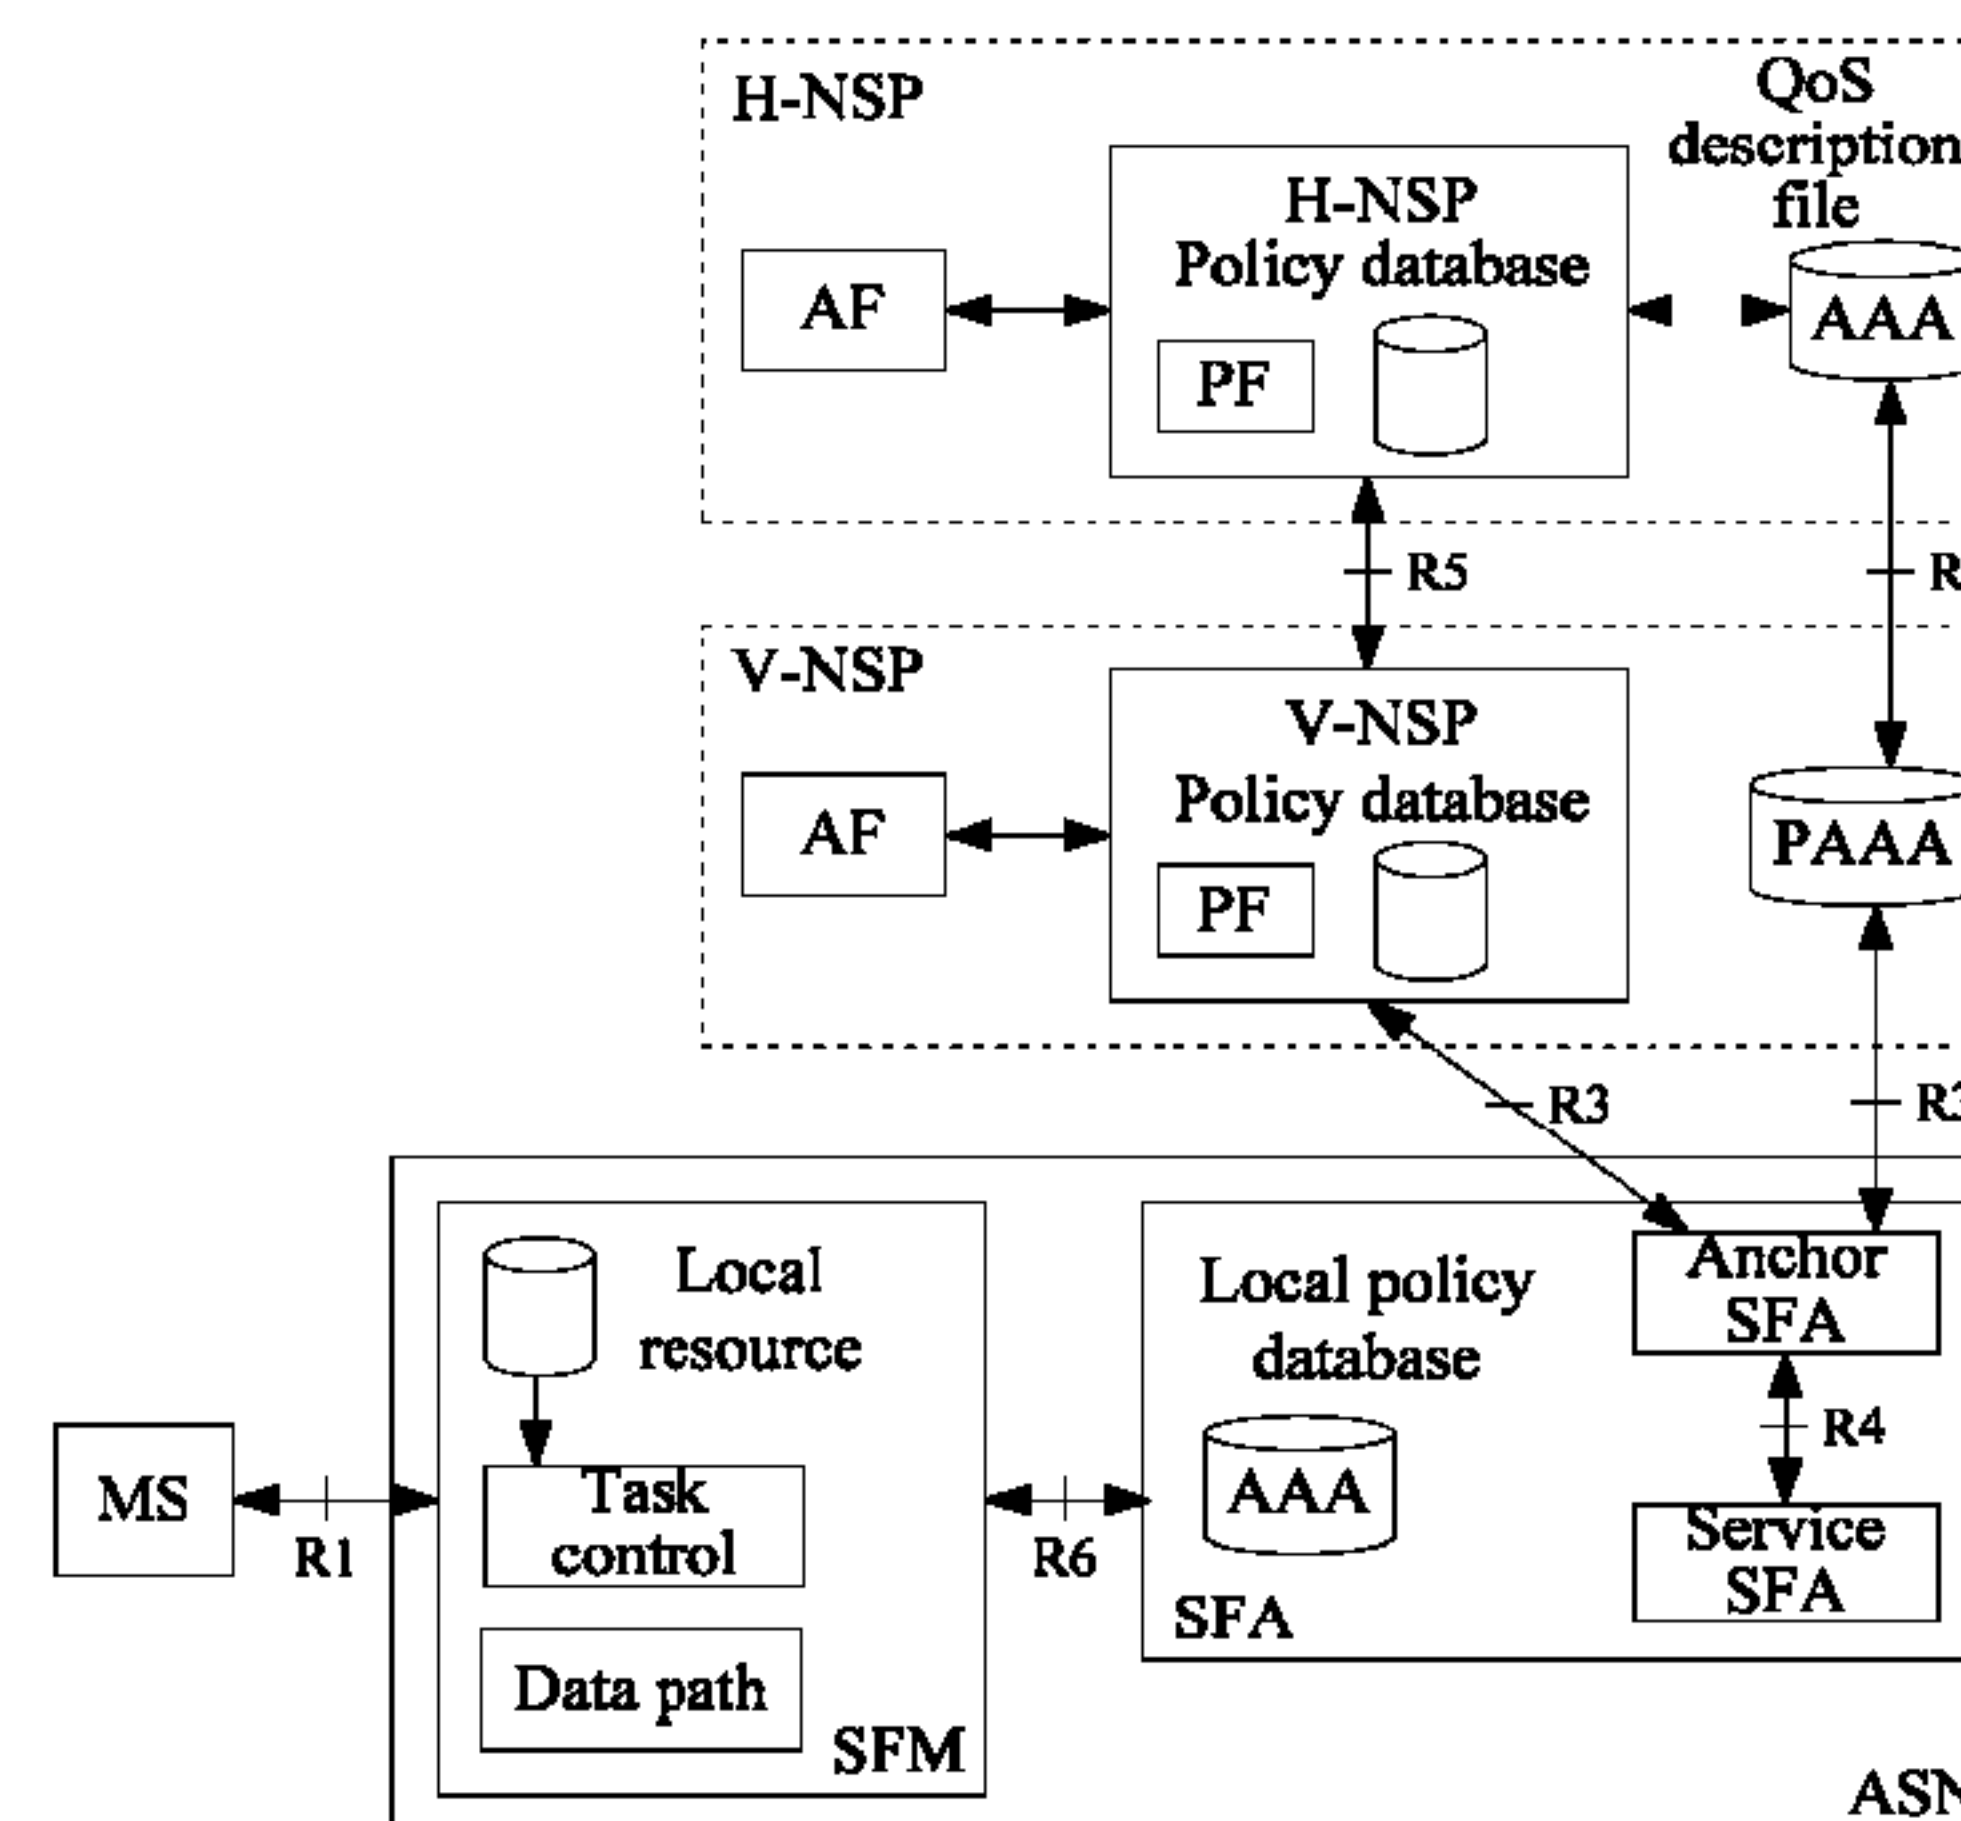 H-NSP
QoS
description
file
H-NSP
Policy database
AF
PF
AAA
R5
R
V-NSP
V-NSP
Policy database
AF
PF
PAAA
R3
R3
Local
resource
Local policy
database
Anchor
SFA
R4
MS
R1
Task
control
R6
AAA
Service
SFA
SFA
Data path
SFM
ASN